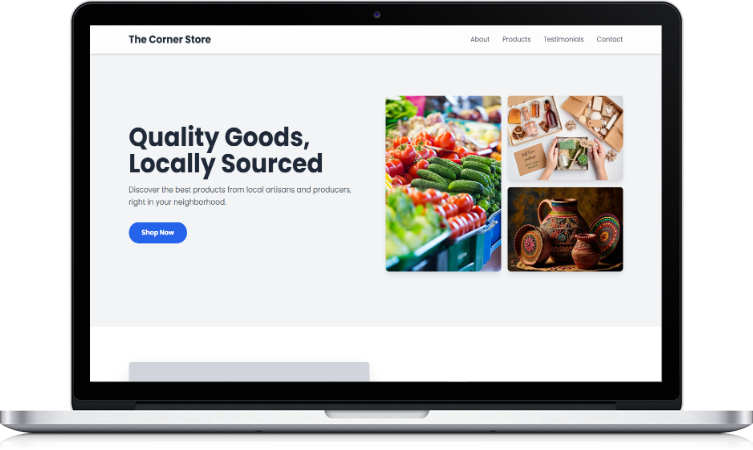 The Corner Store
About Products Testimonials Contact
Quality Goods,
Locally Sourced
Discover the best products from local artisans and producers,
right in your neighborhood.
Shop Now